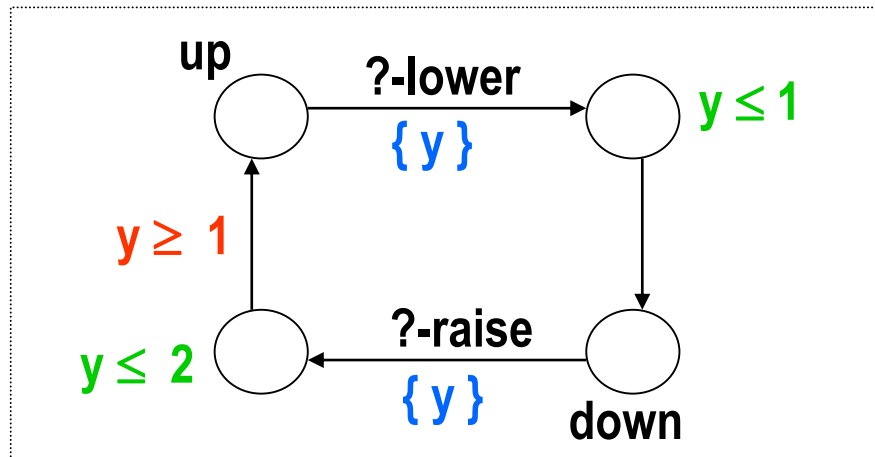 up
?-lower
{ y }
y ≤ 1
y ≥ 1
?-raise
{ y }
y ≤ 2
down